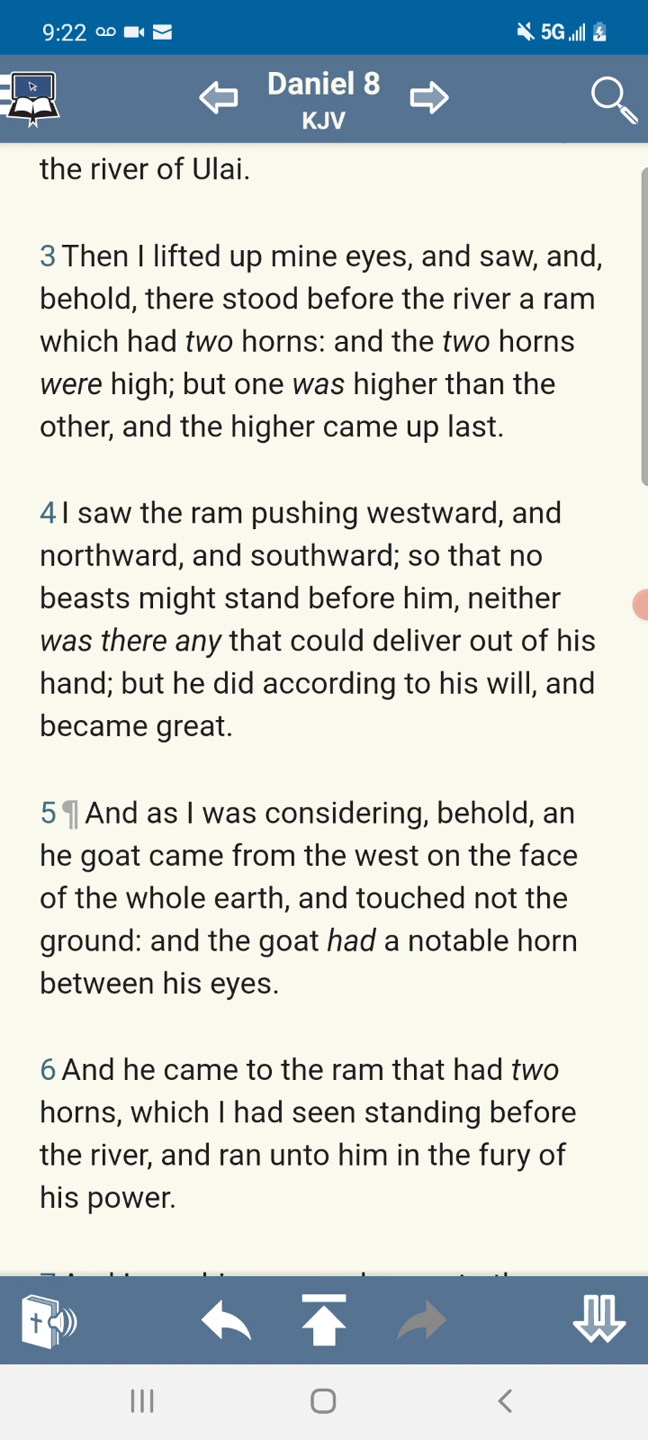 9:22
5G
Daniel 8
KJV
the river of Ulai.
3 Then I lifted up mine eyes, and saw, and,
behold, there stood before the river a ram
which had two horns: and the two horns
were high; but one was higher than the
other, and the higher came up last.
4 I saw the ram pushing westward, and
northward, and southward; so that no
beasts might stand before him, neither
was there any that could deliver out of his
hand; but he did according to his will, and
became great.
5 ¶ And as I was considering, behold, an
he goat came from the west on the face
of the whole earth, and touched not the
ground: and the goat had a notable horn
between his eyes.
6 And he came to the ram that had two
horns, which I had seen standing before
the river, and ran unto him in the fury of
his power.